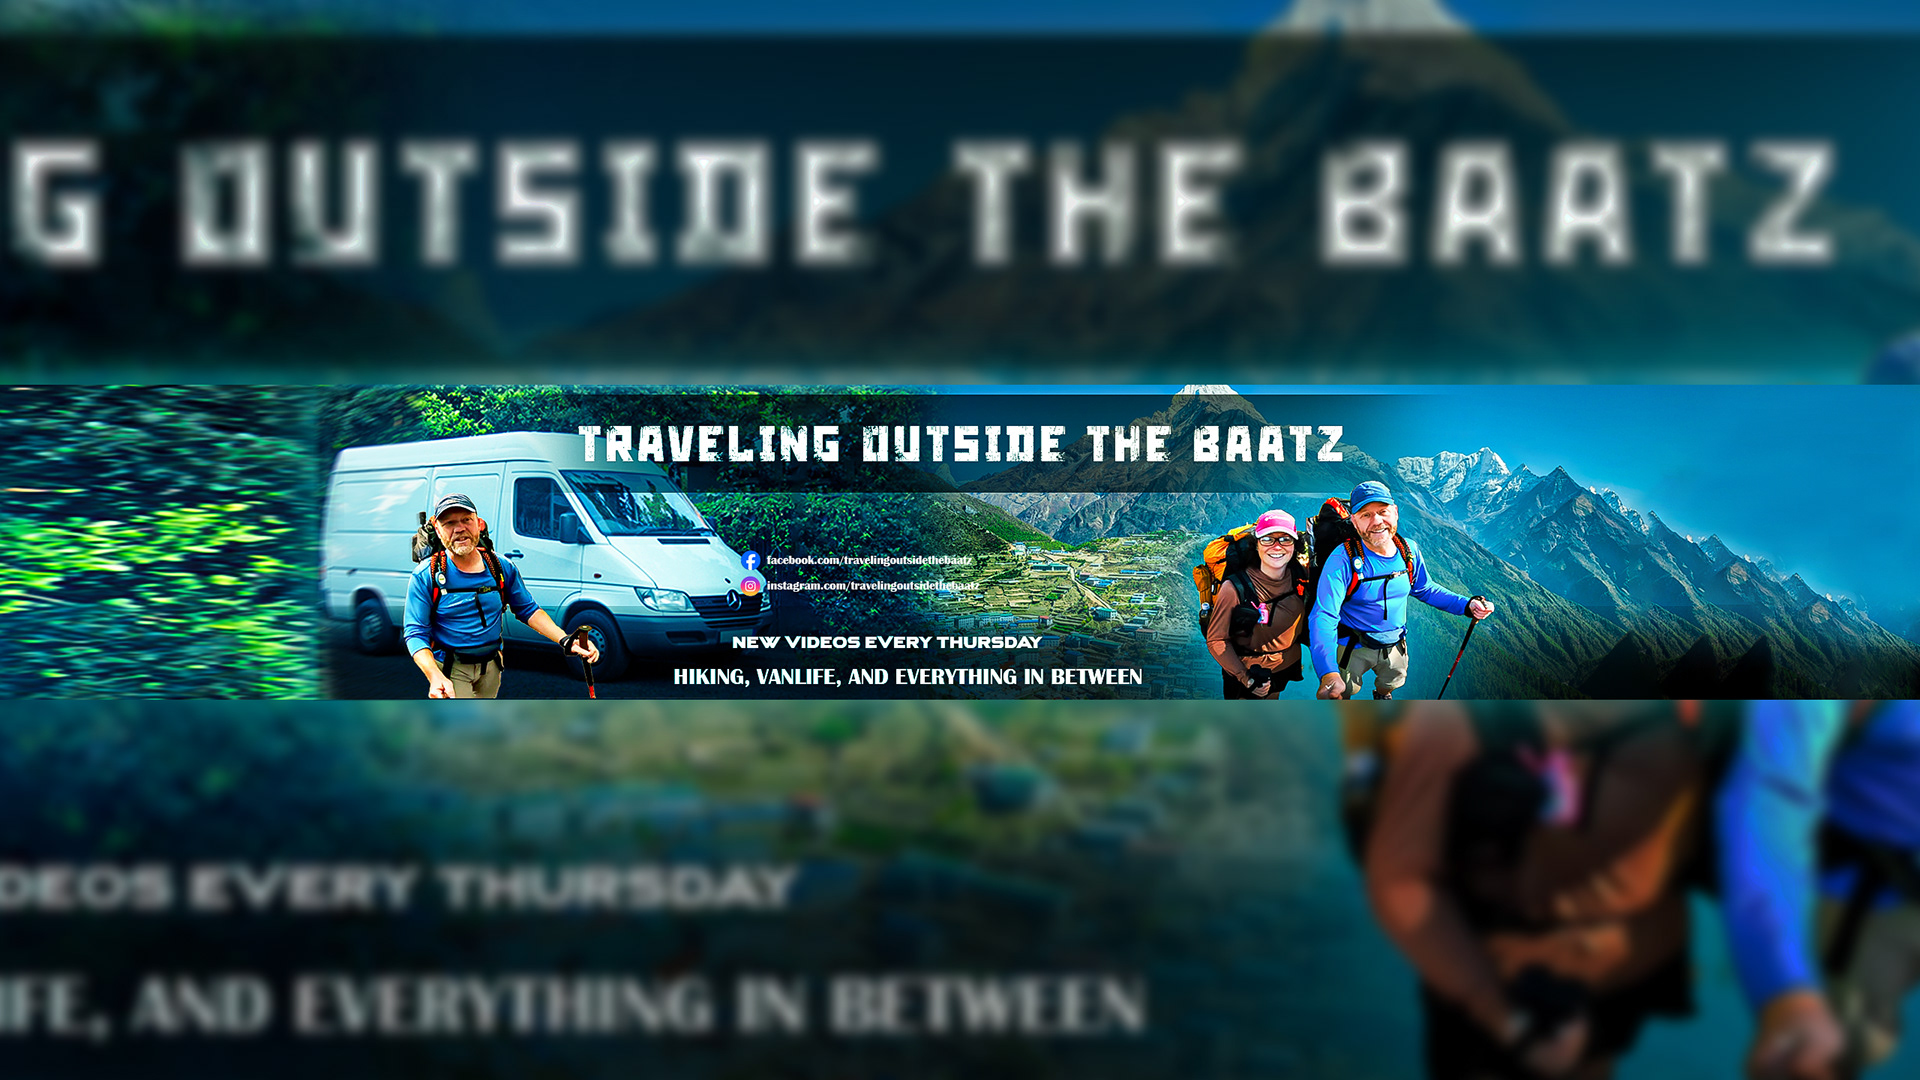 G OUTSIDE THE BAATZ
TRAVELING OUTSIDE THE BAATZ
facebook.com/travelingoutsidethebaatz
instagram.com/travelingoutsidethebaatz
NEW VIDEOS EVERY THURSDAY
HIKING, VANLIFE, AND EVERYTHING IN BETWEEN
DEOS EVERY THURSDAY
IFE, AND EVERYTHING IN BETWEEN